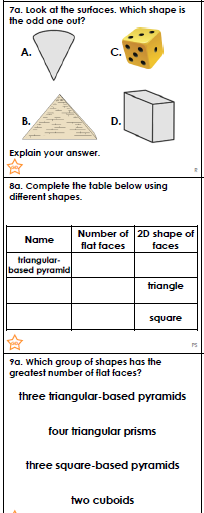 7a. Look at the surfaces. Which shape is
the odd one out?
A.
C.
B.
D.
Explain your answer.
R
8a. Complete the table below using
different shapes.
Name
Number of
flat faces
2D shape of
faces
triangular-
based pyramid
triangle
square
PS
9a. Which group of shapes has the
greatest number of flat faces?
three triangular-based pyramids
four triangular prisms
three square-based pyramids
two cuboids